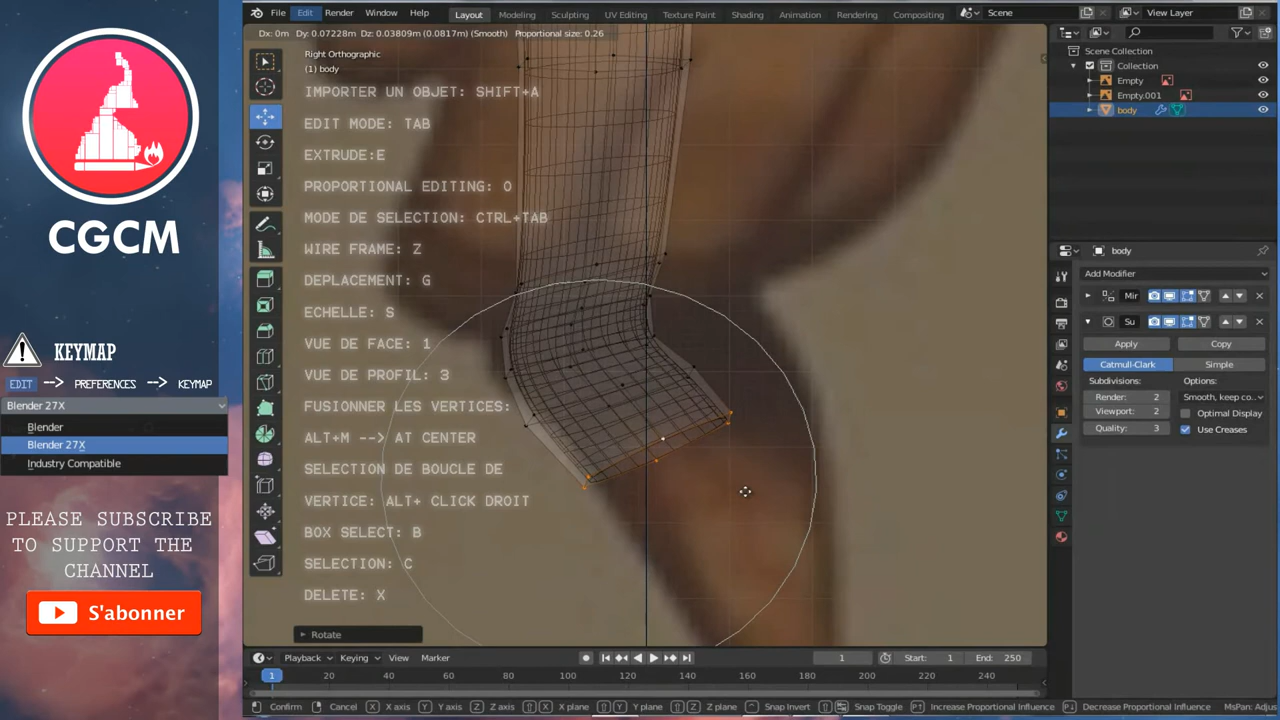 File Edit Render Window Help
Layout Modeling Sculpting UV Editing Texture Paint Shading Animation Rendering Compositing
Scene
View Layer
Dx: 0m Dy: 0.07228m Dz: 0.03809m (0.0817m) (Smooth) Proportional size: 0.26
Right Orthographic
(1) body
IMPORTER UN OBJET: SHIFT+A
EDIT MODE: TAB
EXTRUDE:E
PROPORTIONAL EDITING: O
MODE DE SELECTION: CTRL+TAB
WIRE FRAME: Z
DEPLACEMENT: G
ECHELLE: S
VUE DE FACE: 1
VUE DE PROFIL: 3
FUSIONNER LES VERTICES:
ALT+M --> AT CENTER
SELECTION DE BOUCLE DE
VERTICE: ALT+ CLICK DROIT
BOX SELECT: B
SELECTION: C
DELETE: X
Rotate
CGCM
KEYMAP
EDIT --> PREFERENCES --> KEYMAP
Blender 27X
Blender
Blender 27X
Industry Compatible
PLEASE SUBSCRIBE
TO SUPPORT THE
CHANNEL
S'abonner
Scene Collection
Collection
Empty
Empty.001
body
body
Add Modifier
Mir
Su
Apply Copy
Catmull-Clark Simple
Subdivisions: Options:
Render: 2 Smooth, keep co...
Viewport: 2 Optimal Display
Quality: 3 Use Creases
Playback Keying View Marker
1 Start: 1 End: 250
1 20 40 60 80 100 120 140 160 180 200 220 240
Confirm Cancel X X axis Y Y axis Z Z axis X X plane Y Y plane Z Z plane Snap Invert Snap Toggle Increase Proportional Influence Decrease Proportional Influence MsPan: Adjus